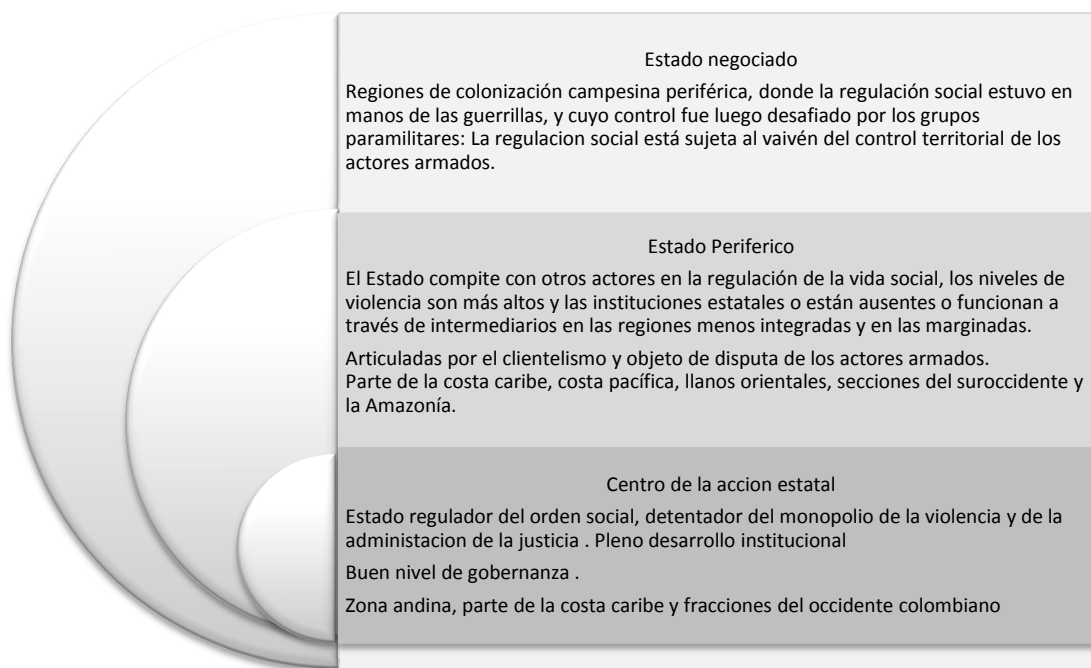 Estado negociado
Regiones de colonización campesina periférica, donde la regulación social estuvo en
manos de las guerrillas, y cuyo control fue luego desafiado por los grupos
paramilitares: La regulacion social está sujeta al vaivén del control territorial de los
actores armados.
Estado Periferico
El Estado compite con otros actores en la regulación de la vida social, los niveles de
violencia son más altos y las instituciones estatales o están ausentes o funcionan a
través de intermediarios en las regiones menos integradas y en las marginadas.
Articuladas por el clientelismo y objeto de disputa de los actores armados.
Parte de la costa caribe, costa pacífica, llanos orientales, secciones del suroccidente y
la Amazonía.
Centro de la accion estatal
Estado regulador del orden social, detentador del monopolio de la violencia y de la
administacion de la justicia . Pleno desarrollo institucional
Buen nivel de gobernanza .
Zona andina, parte de la costa caribe y fracciones del occidente colombiano